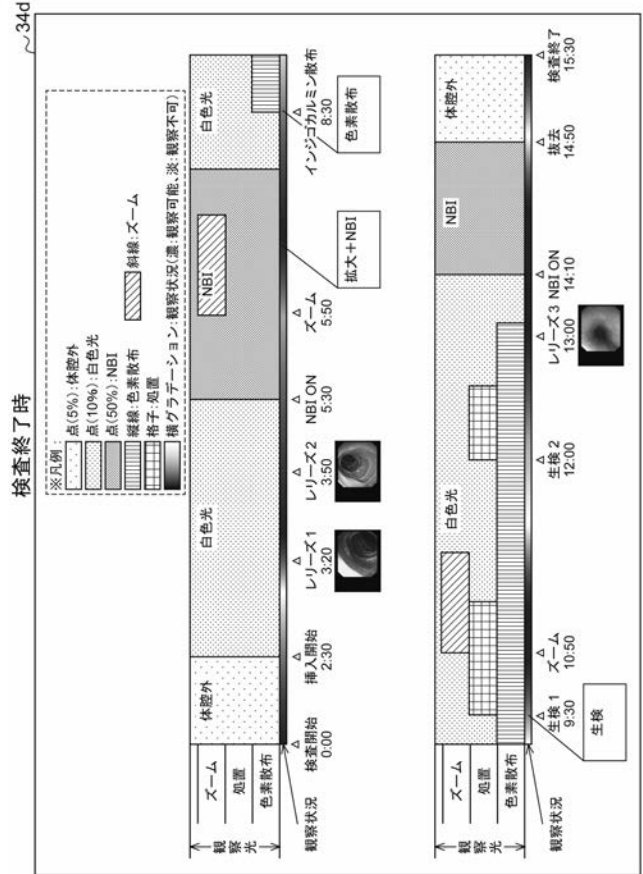 34d
検査終了時
※凡例：
点(5%)：体腔外
点(10%)：白色光
点(50%)：NBI
縦線：色素散布
格子：処置
斜線：ズーム
横グラデーション：観察状況(濃：観察可能、淡：観察不可)
観察光
ズーム
処置
色素散布
観察状況
体腔外
白色光
NBI
白色光
検査開始
0:00
挿入開始
2:30
レリーズ1
3:20
レリーズ2
3:50
NBI ON
5:30
ズーム
5:50
インジゴカルミン散布
8:30
拡大＋NBI
色素散布
観察光
ズーム
処置
色素散布
観察状況
白色光
NBI
体腔外
生検1
9:30
ズーム
10:50
生検2
12:00
レリーズ3
13:00
NBI ON
14:10
抜去
14:50
検査終了
15:30
生検